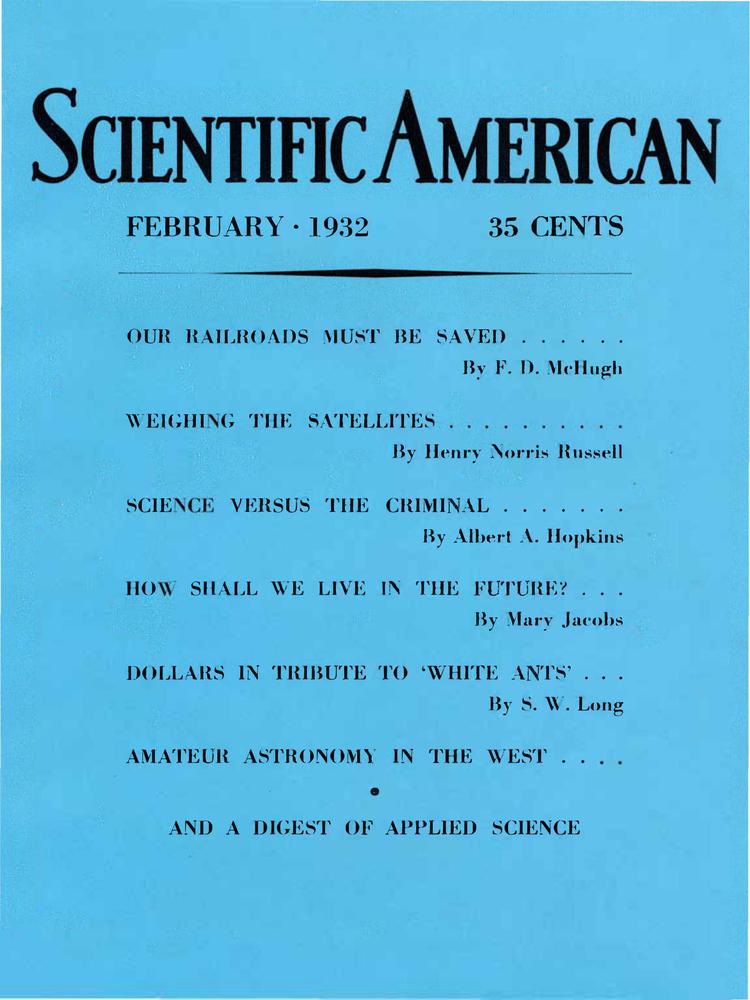 SCIENTIFIC AMERICAN
FEBRUARY · 1932 35 CENTS
OUR RAILROADS MUST BE SAVED . . . . . .
By F. D. McHugh
WEIGHING THE SATELLITES . . . . . . . . . .
By Henry Norris Russell
SCIENCE VERSUS THE CRIMINAL . . . . . . .
By Albert A. Hopkins
HOW SHALL WE LIVE IN THE FUTURE? . . .
By Mary Jacobs
DOLLARS IN TRIBUTE TO ‘WHITE ANTS’ . . .
By S. W. Long
AMATEUR ASTRONOMY IN THE WEST . . . .
AND A DIGEST OF APPLIED SCIENCE